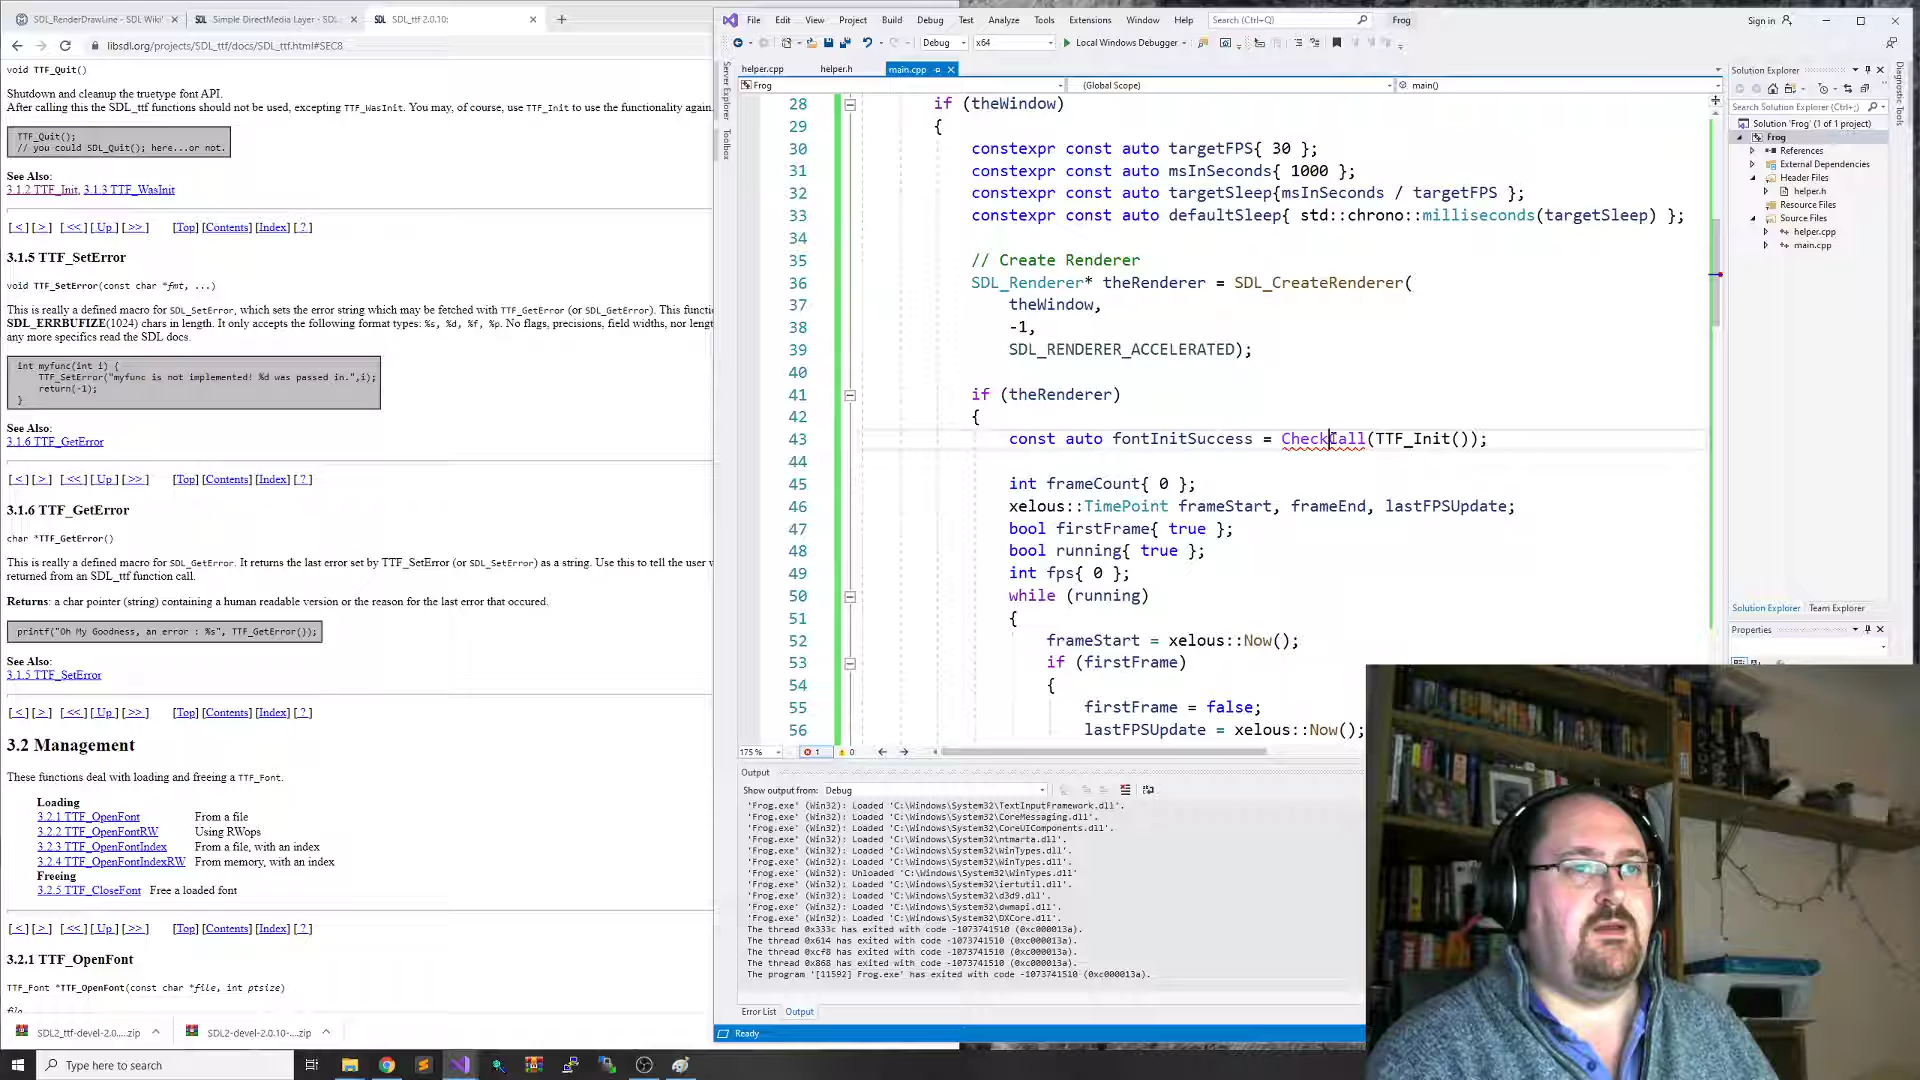 SDL_RenderDrawLine - SDL Wiki
Simple DirectMedia Layer - SDL
SDL_ttf 2.0.10:
libsdl.org/projects/SDL_ttf/docs/SDL_ttf.html#SEC8
void TTF_Quit()
Shutdown and cleanup the truetype font API.
After calling this the SDL_ttf functions should not be used, excepting TTF_WasInit. You may, of course, use TTF_Init to use the functionality again.
TTF_Quit();
// you could SDL_Quit(); here...or not.
See Also:
3.1.2 TTF_Init, 3.1.3 TTF_WasInit
[ < ] [ > ] [ << ] [ Up ] [ >> ] [Top] [Contents] [Index] [ ? ]
3.1.5 TTF_SetError
void TTF_SetError(const char *fmt, ...)
This is really a defined macro for SDL_SetError, which sets the error string which may be fetched with TTF_GetError (or SDL_GetError). This functi
SDL_ERRBUFIZE(1024) chars in length. It only accepts the following format types: %s, %d, %f, %p. No flags, precisions, field widths, nor leng
any more specifics read the SDL docs.
int myfunc(int i) {
TTF_SetError("myfunc is not implemented! %d was passed in.",i);
return(-1);
}
See Also:
3.1.6 TTF_GetError
[ < ] [ > ] [ << ] [ Up ] [ >> ] [Top] [Contents] [Index] [ ? ]
3.1.6 TTF_GetError
char *TTF_GetError()
This is really a defined macro for SDL_GetError. It returns the last error set by TTF_SetError (or SDL_SetError) as a string. Use this to tell the user w
returned from an SDL_ttf function call.
Returns: a char pointer (string) containing a human readable version or the reason for the last error that occured.
printf("Oh My Goodness, an error : %s", TTF_GetError());
See Also:
3.1.5 TTF_SetError
[ < ] [ > ] [ << ] [ Up ] [ >> ] [Top] [Contents] [Index] [ ? ]
3.2 Management
These functions deal with loading and freeing a TTF_Font.
Loading
3.2.1 TTF_OpenFont From a file
3.2.2 TTF_OpenFontRW Using RWops
3.2.3 TTF_OpenFontIndex From a file, with an index
3.2.4 TTF_OpenFontIndexRW From memory, with an index
Freeing
3.2.5 TTF_CloseFont Free a loaded font
[ < ] [ > ] [ << ] [ Up ] [ >> ] [Top] [Contents] [Index] [ ? ]
3.2.1 TTF_OpenFont
TTF_Font *TTF_OpenFont(const char *file, int ptsize)
SDL2_ttf-devel-2.0....zip
SDL2-devel-2.0.10-....zip
Type here to search
File Edit View Project Build Debug Test Analyze Tools Extensions Window Help
Search (Ctrl+Q)
Frog
Sign in
Debug
x64
Local Windows Debugger
Server Explorer
Toolbox
helper.cpp
helper.h
main.cpp
Frog
(Global Scope)
main()
28 if (theWindow)
29 {
30 constexpr const auto targetFPS{ 30 };
31 constexpr const auto msInSeconds{ 1000 };
32 constexpr const auto targetSleep{msInSeconds / targetFPS };
33 constexpr const auto defaultSleep{ std::chrono::milliseconds(targetSleep) };
34
35 // Create Renderer
36 SDL_Renderer* theRenderer = SDL_CreateRenderer(
37 theWindow,
38 -1,
39 SDL_RENDERER_ACCELERATED);
40
41 if (theRenderer)
42 {
43 const auto fontInitSuccess = CheckCall(TTF_Init());
44
45 int frameCount{ 0 };
46 xelous::TimePoint frameStart, frameEnd, lastFPSUpdate;
47 bool firstFrame{ true };
48 bool running{ true };
49 int fps{ 0 };
50 while (running)
51 {
52 frameStart = xelous::Now();
53 if (firstFrame)
54 {
55 firstFrame = false;
56 lastFPSUpdate = xelous::Now();
175 %
1
0
Output
Show output from: Debug
'Frog.exe' (Win32): Loaded 'C:\Windows\System32\TextInputFramework.dll'.
'Frog.exe' (Win32): Loaded 'C:\Windows\System32\CoreMessaging.dll'.
'Frog.exe' (Win32): Loaded 'C:\Windows\System32\CoreUIComponents.dll'.
'Frog.exe' (Win32): Loaded 'C:\Windows\System32\ntmarta.dll'.
'Frog.exe' (Win32): Loaded 'C:\Windows\System32\WinTypes.dll'.
'Frog.exe' (Win32): Loaded 'C:\Windows\System32\WinTypes.dll'.
'Frog.exe' (Win32): Unloaded 'C:\Windows\System32\WinTypes.dll'
'Frog.exe' (Win32): Loaded 'C:\Windows\System32\iertutil.dll'.
'Frog.exe' (Win32): Loaded 'C:\Windows\System32\d3d9.dll'.
'Frog.exe' (Win32): Loaded 'C:\Windows\System32\dwmapi.dll'.
'Frog.exe' (Win32): Loaded 'C:\Windows\System32\DXCore.dll'.
The thread 0x333c has exited with code -1073741510 (0xc000013a).
The thread 0x614 has exited with code -1073741510 (0xc000013a).
The thread 0xcf8 has exited with code -1073741510 (0xc000013a).
The thread 0x868 has exited with code -1073741510 (0xc000013a).
The program '[11592] Frog.exe' has exited with code -1073741510 (0xc000013a).
Error List Output
Ready
Solution Explorer
Search Solution Explorer (Ctrl+;)
Solution 'Frog' (1 of 1 project)
Frog
References
External Dependencies
Header Files
helper.h
Resource Files
Source Files
helper.cpp
main.cpp
Solution Explorer Team Explorer
Properties
Diagnostic Tools